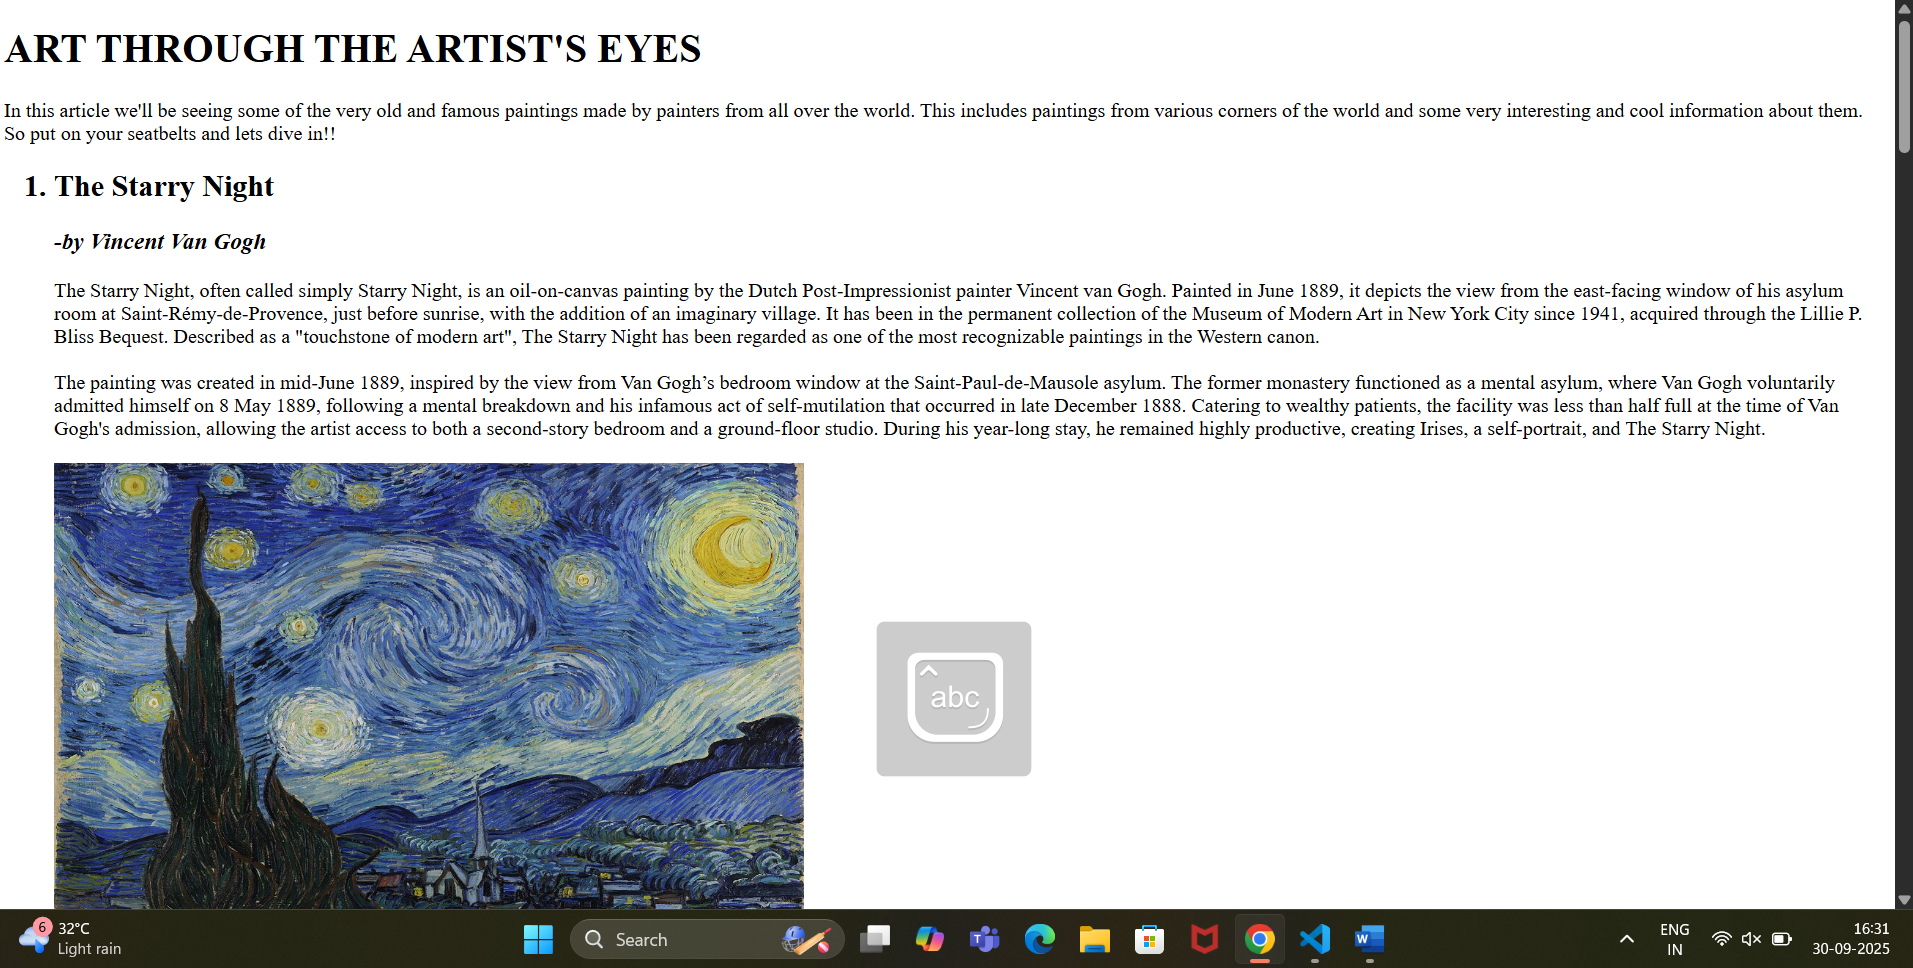 ART THROUGH THE ARTIST'S EYES
In this article we'll be seeing some of the very old and famous paintings made by painters from all over the world. This includes paintings from various corners of the world and some very interesting and cool information about them.
So put on your seatbelts and lets dive in!!
1. The Starry Night
-by Vincent Van Gogh
The Starry Night, often called simply Starry Night, is an oil-on-canvas painting by the Dutch Post-Impressionist painter Vincent van Gogh. Painted in June 1889, it depicts the view from the east-facing window of his asylum
room at Saint-Rémy-de-Provence, just before sunrise, with the addition of an imaginary village. It has been in the permanent collection of the Museum of Modern Art in New York City since 1941, acquired through the Lillie P.
Bliss Bequest. Described as a "touchstone of modern art", The Starry Night has been regarded as one of the most recognizable paintings in the Western canon.
The painting was created in mid-June 1889, inspired by the view from Van Gogh’s bedroom window at the Saint-Paul-de-Mausole asylum. The former monastery functioned as a mental asylum, where Van Gogh voluntarily
admitted himself on 8 May 1889, following a mental breakdown and his infamous act of self-mutilation that occurred in late December 1888. Catering to wealthy patients, the facility was less than half full at the time of Van
Gogh's admission, allowing the artist access to both a second-story bedroom and a ground-floor studio. During his year-long stay, he remained highly productive, creating Irises, a self-portrait, and The Starry Night.
abc
6
32°C
Light rain
Search
T
W
ENG
IN
16:31
30-09-2025